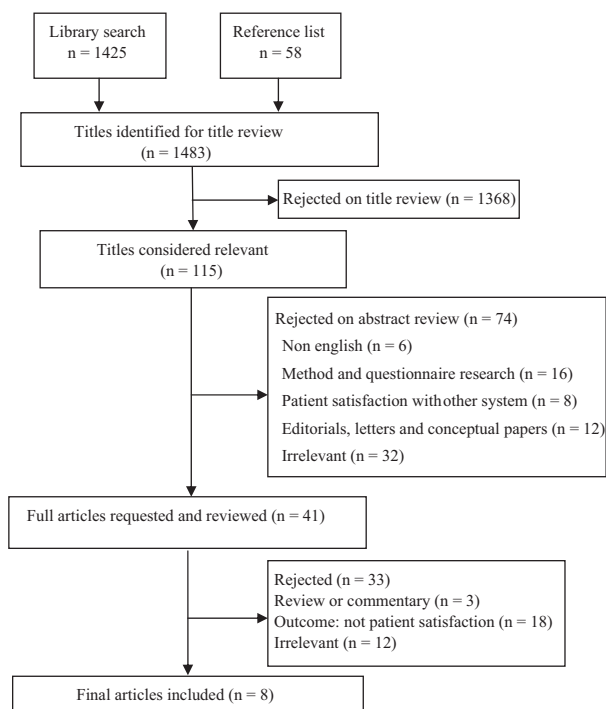 Library search
n = 1425
Reference list
n = 58
Titles identified for title review
(n = 1483)
Rejected on title review (n = 1368)
Titles considered relevant
(n = 115)
Rejected on abstract review (n = 74)
Non english (n = 6)
Method and questionnaire research (n = 16)
Patient satisfaction withother system (n = 8)
Editorials, letters and conceptual papers (n = 12)
Irrelevant (n = 32)
Full articles requested and reviewed (n = 41)
Rejected (n = 33)
Review or commentary (n = 3)
Outcome: not patient satisfaction (n = 18)
Irrelevant (n = 12)
Final articles included (n = 8)